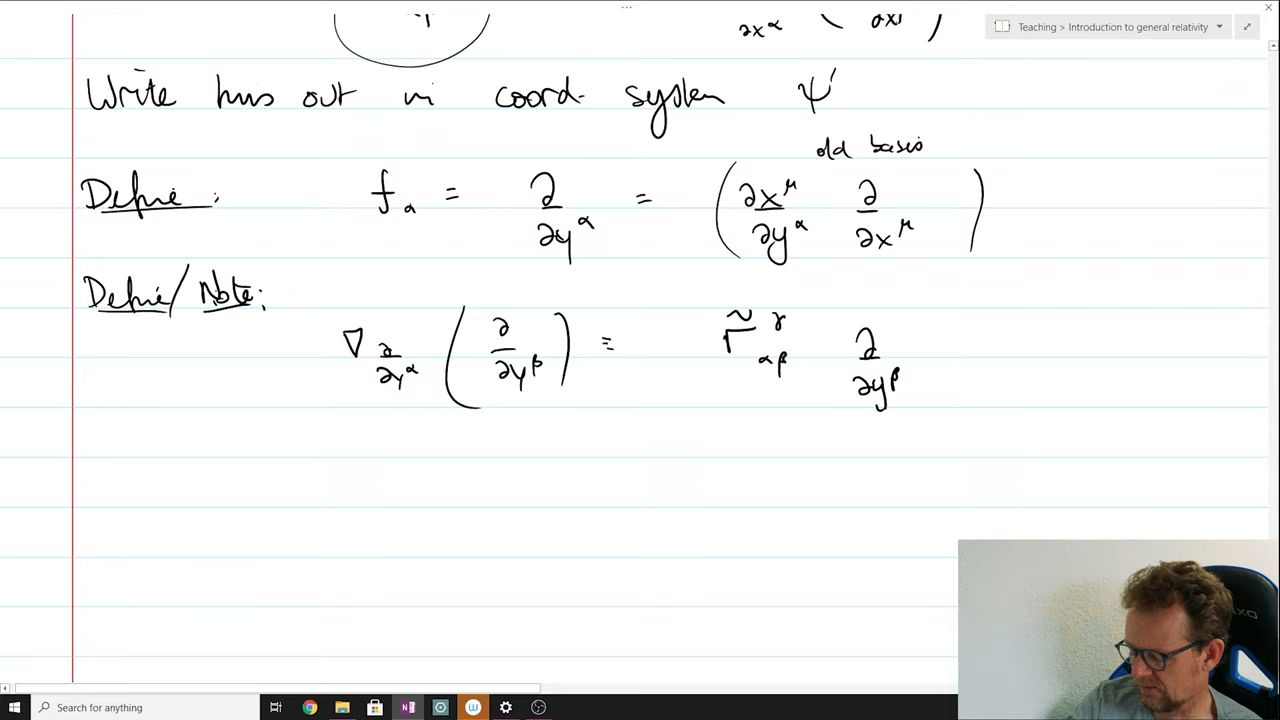 Teaching > Introduction to general relativity
∂x^α ( ∂x^ )
Write this out in coord. system ψ'
old basis
Define: f_α = ∂/∂y^α = ( ∂x^μ/∂y^α ∂/∂x^μ )
Define/Note:
∇_{∂/∂y^α} ( ∂/∂y^β ) ≡ Γ̃^γ_{αβ} ∂/∂y^β
Search for anything